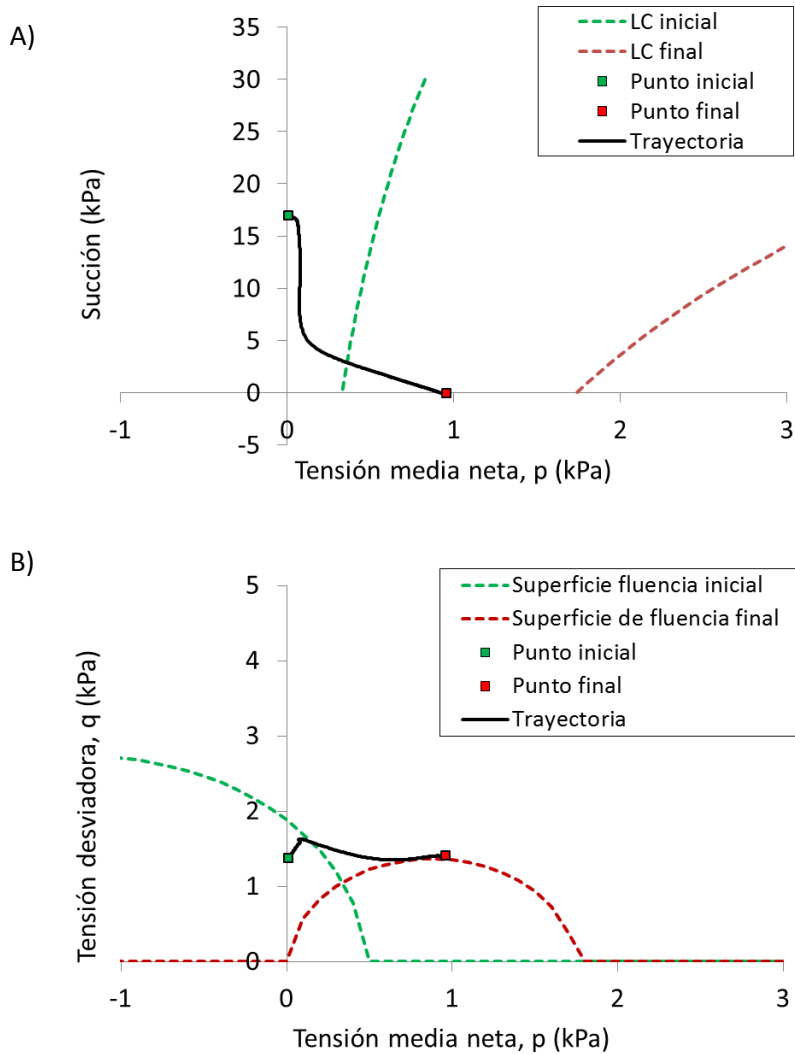 A)
LC inicial
LC final
Punto inicial
Punto final
Trayectoria
35
30
25
20
15
10
5
0
-5
-1
0
1
2
3
Succión (kPa)
Tensión media neta, p (kPa)
B)
Superficie fluencia inicial
Superficie de fluencia final
Punto inicial
Punto final
Trayectoria
5
4
3
2
1
0
-1
0
1
2
3
Tensión desviadora, q (kPa)
Tensión media neta, p (kPa)